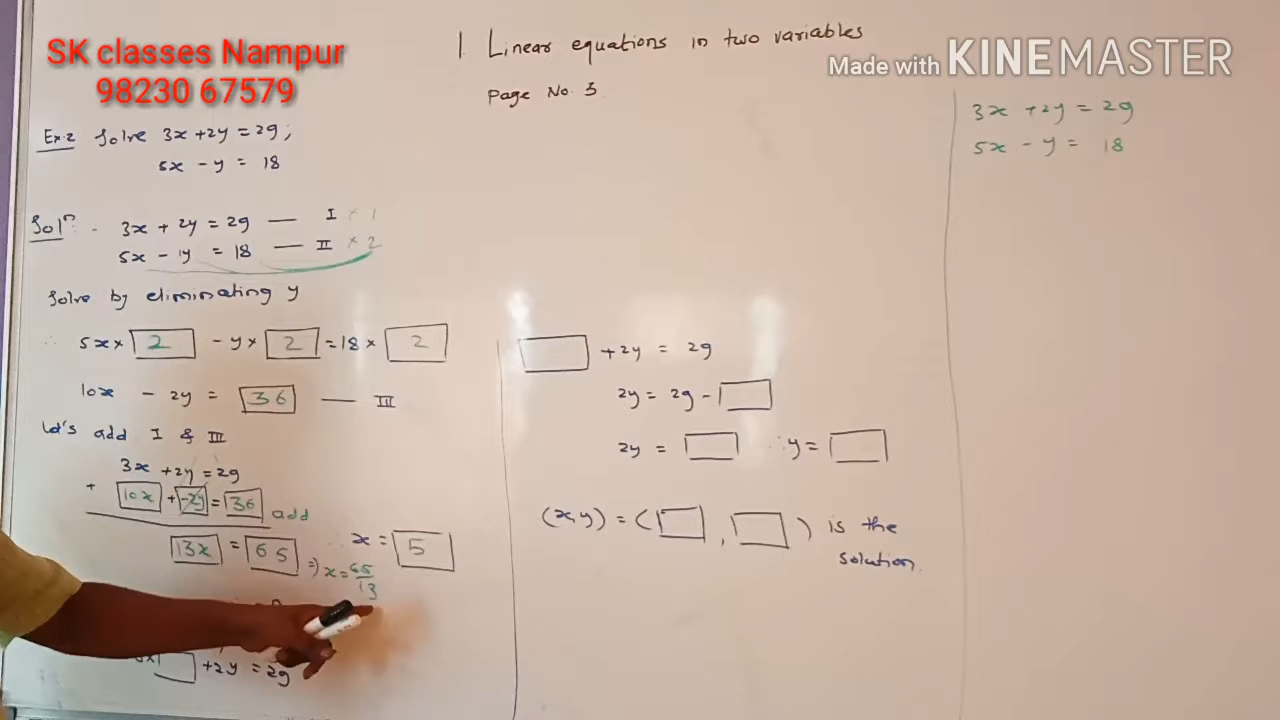 SK classes Nampur
98230 67579
1. Linear equations in two variables
Page No. 3
Made with KINEMASTER
Ex.2 Solve 3x + 2y = 29;
5x - y = 18
Solⁿ:- 3x + 2y = 29 — I × 1
5x - 1y = 18 — II × 2
Solve by eliminating y
∴ 5x × 2 - y × 2 = 18 × 2
10x - 2y = 36 — III
Let's add I & III
3x + 2y = 29
+ 10x + -2y = 36 add
13x = 65 ⇒ x = 65/13
∴ x = 5
+ 2y = 29
+ 2y = 29
2y = 29 -
2y = ∴ y =
(x, y) = ( , ) is the
solution.
3x + 2y = 29
5x - y = 18